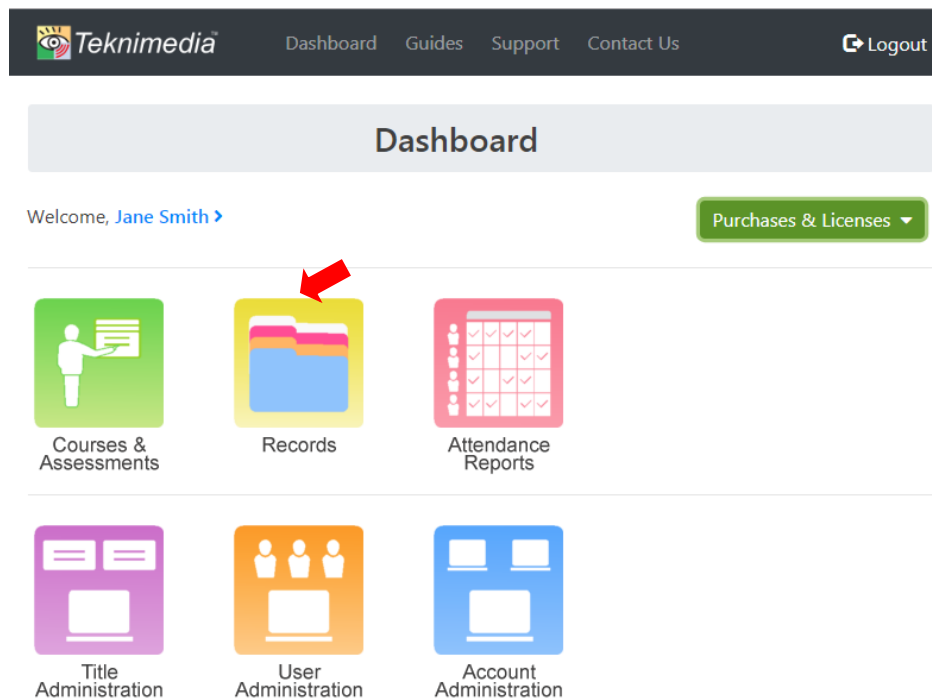 Teknimedia™ Dashboard Guides Support Contact Us Logout
Dashboard
Welcome, Jane Smith
Purchases & Licenses
Courses &
Assessments
Records
Attendance
Reports
Title
Administration
User
Administration
Account
Administration